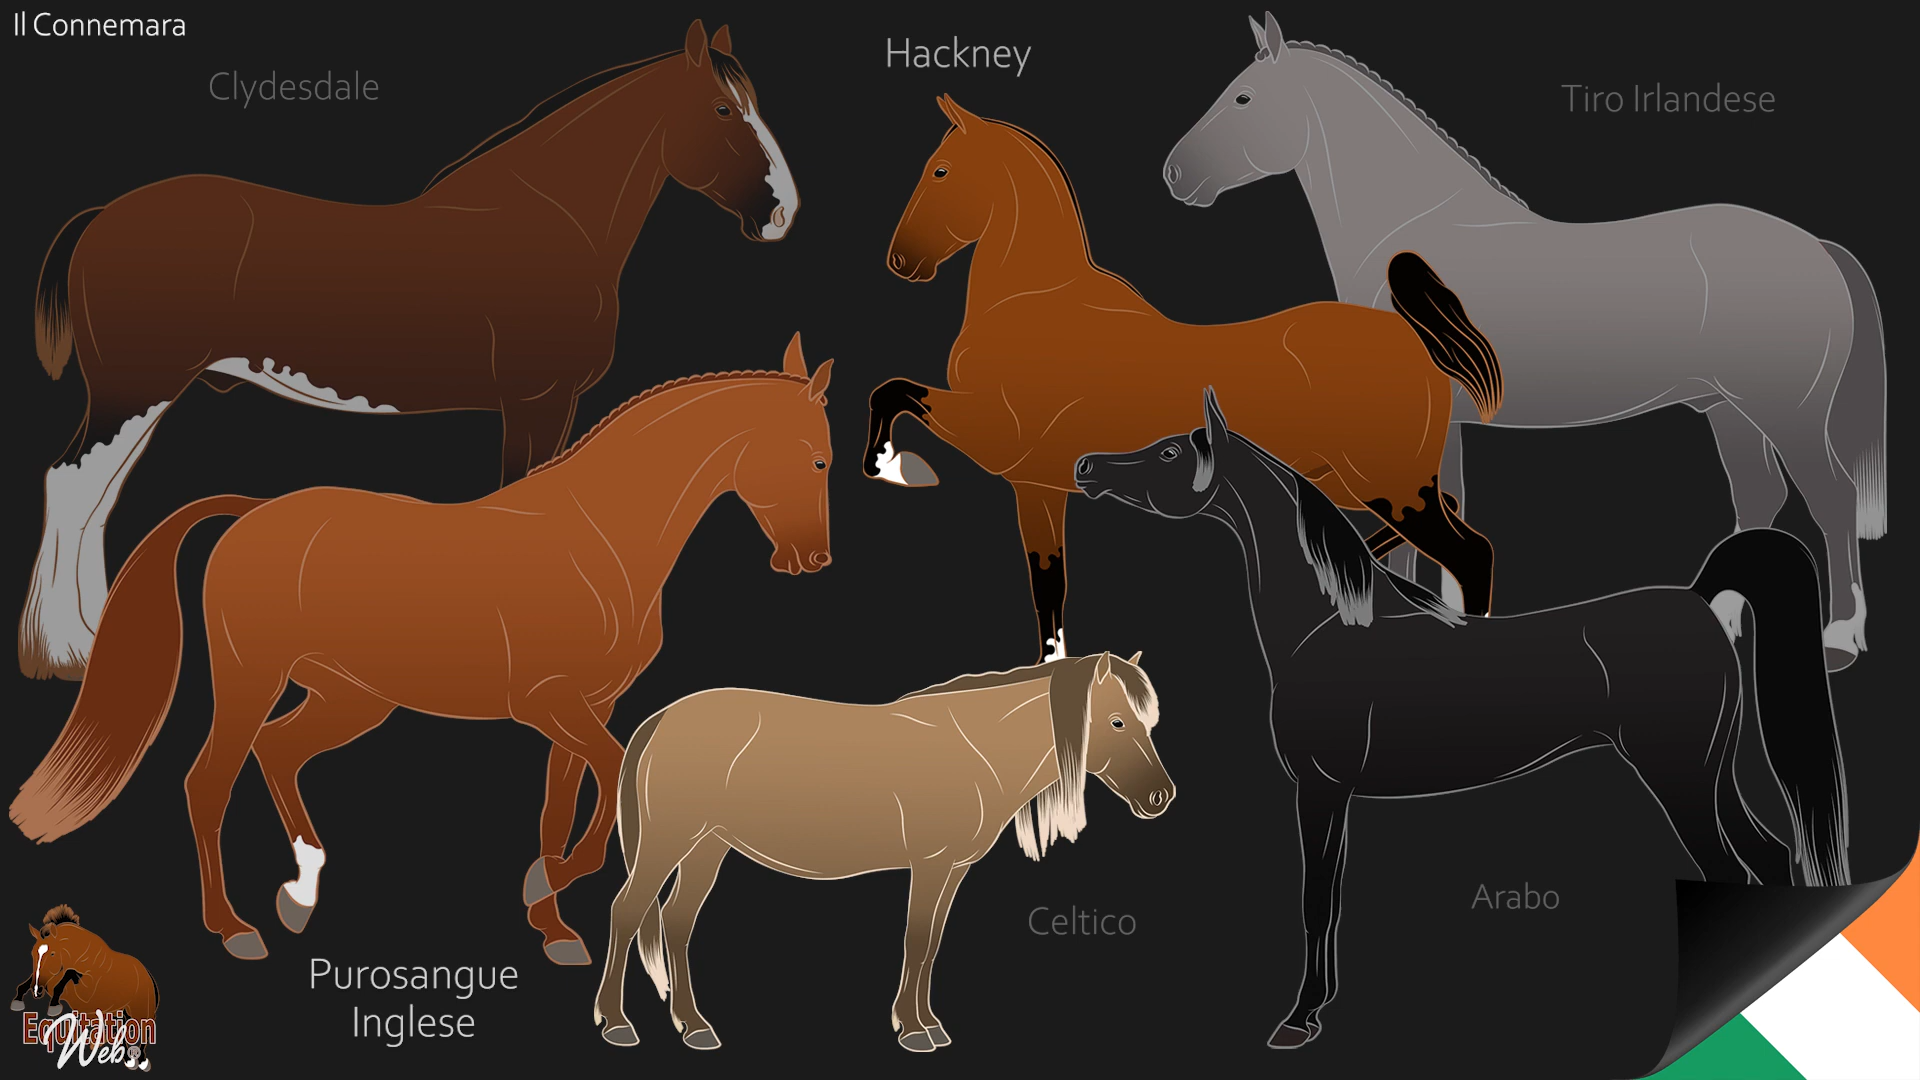 Il Connemara
Clydesdale
Hackney
Tiro Irlandese
Celtico
Arabo
Purosangue
Inglese
Equitation
Web